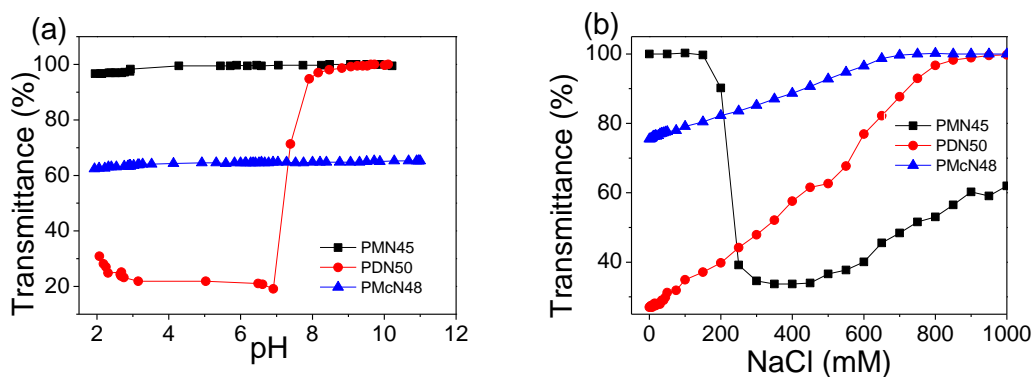 (a)
Transmittance (%)
100
80
60
40
20
PMN45
PDN50
PMcN48
2 4 6 8 10 12
pH
(b)
Transmittance (%)
100
80
60
40
PMN45
PDN50
PMcN48
0 200 400 600 800 1000
NaCl (mM)